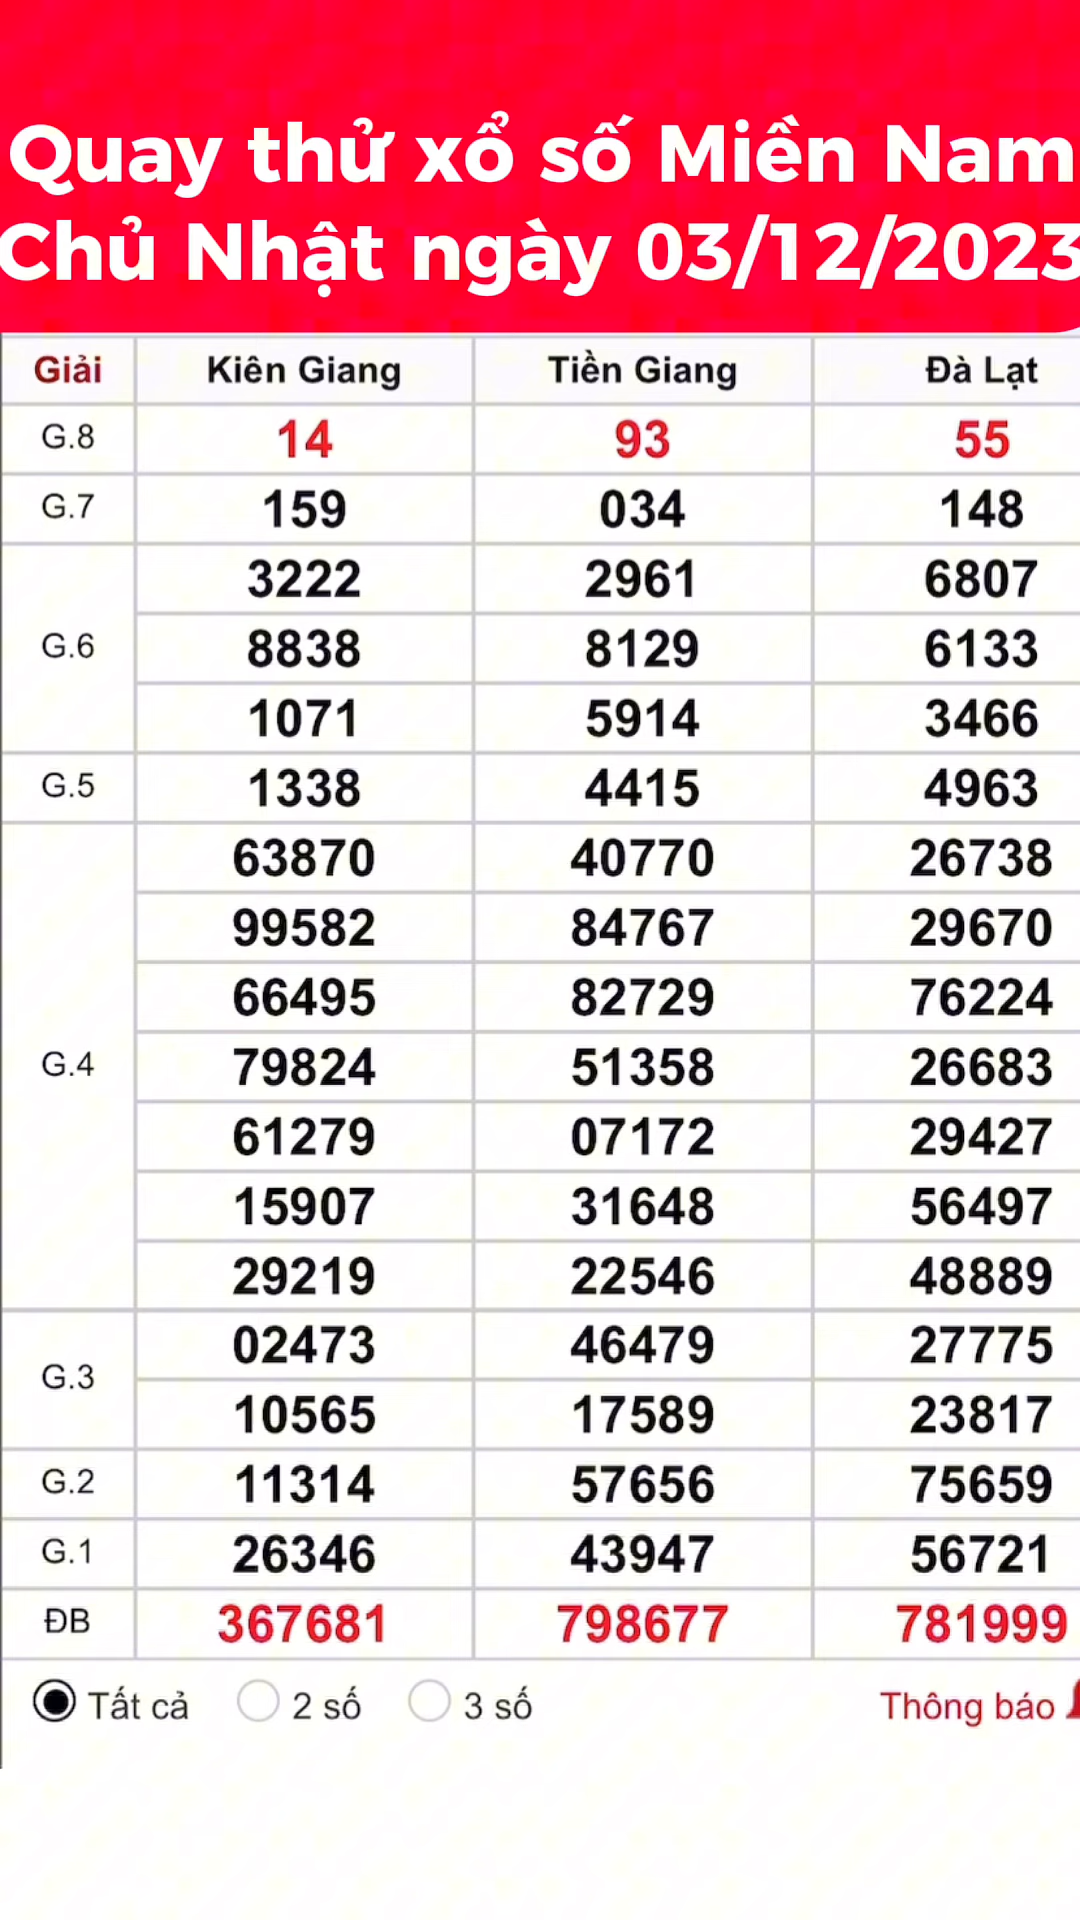 Quay thử xổ số Miền Nam
Chủ Nhật ngày 03/12/2023
Giải Kiên Giang Tiền Giang Đà Lạt
G.8 14 93 55
G.7 159 034 148
3222 2961 6807
G.6 8838 8129 6133
1071 5914 3466
G.5 1338 4415 4963
63870 40770 26738
99582 84767 29670
66495 82729 76224
G.4 79824 51358 26683
61279 07172 29427
15907 31648 56497
29219 22546 48889
G.3 02473 46479 27775
10565 17589 23817
G.2 11314 57656 75659
G.1 26346 43947 56721
ĐB 367681 798677 781999
Tất cả 2 số 3 số Thông báo